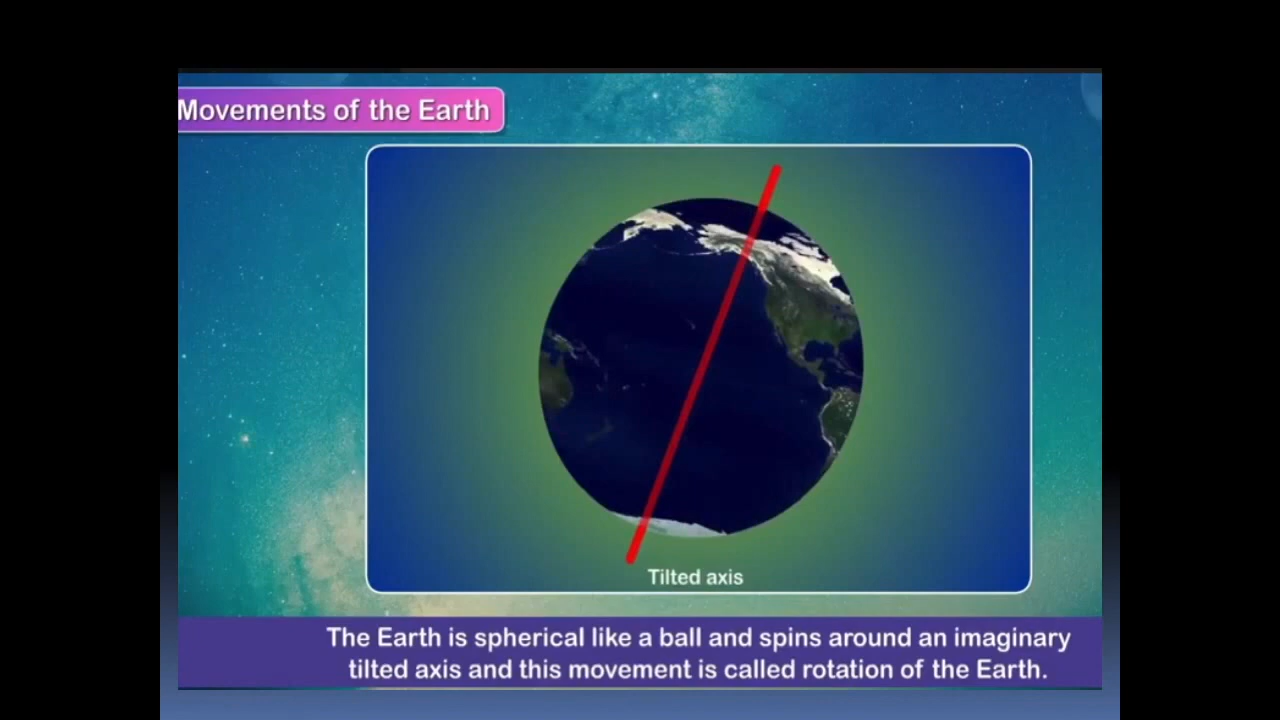 Movements of the Earth
Tilted axis
The Earth is spherical like a ball and spins around an imaginary
tilted axis and this movement is called rotation of the Earth.